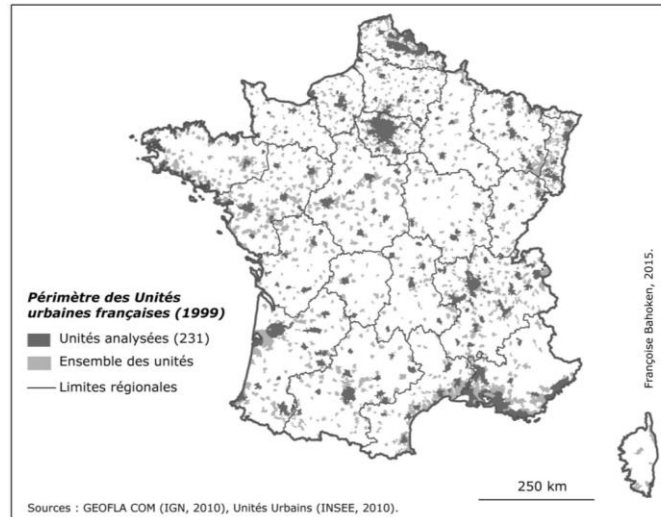 Périmètre des Unités
urbaines françaises (1999)
Unités analysées (231)
Ensemble des unités
Limites régionales
Françoise Bahoken, 2015.
250 km
Sources : GEOFLA COM (IGN, 2010), Unités Urbains (INSEE, 2010).